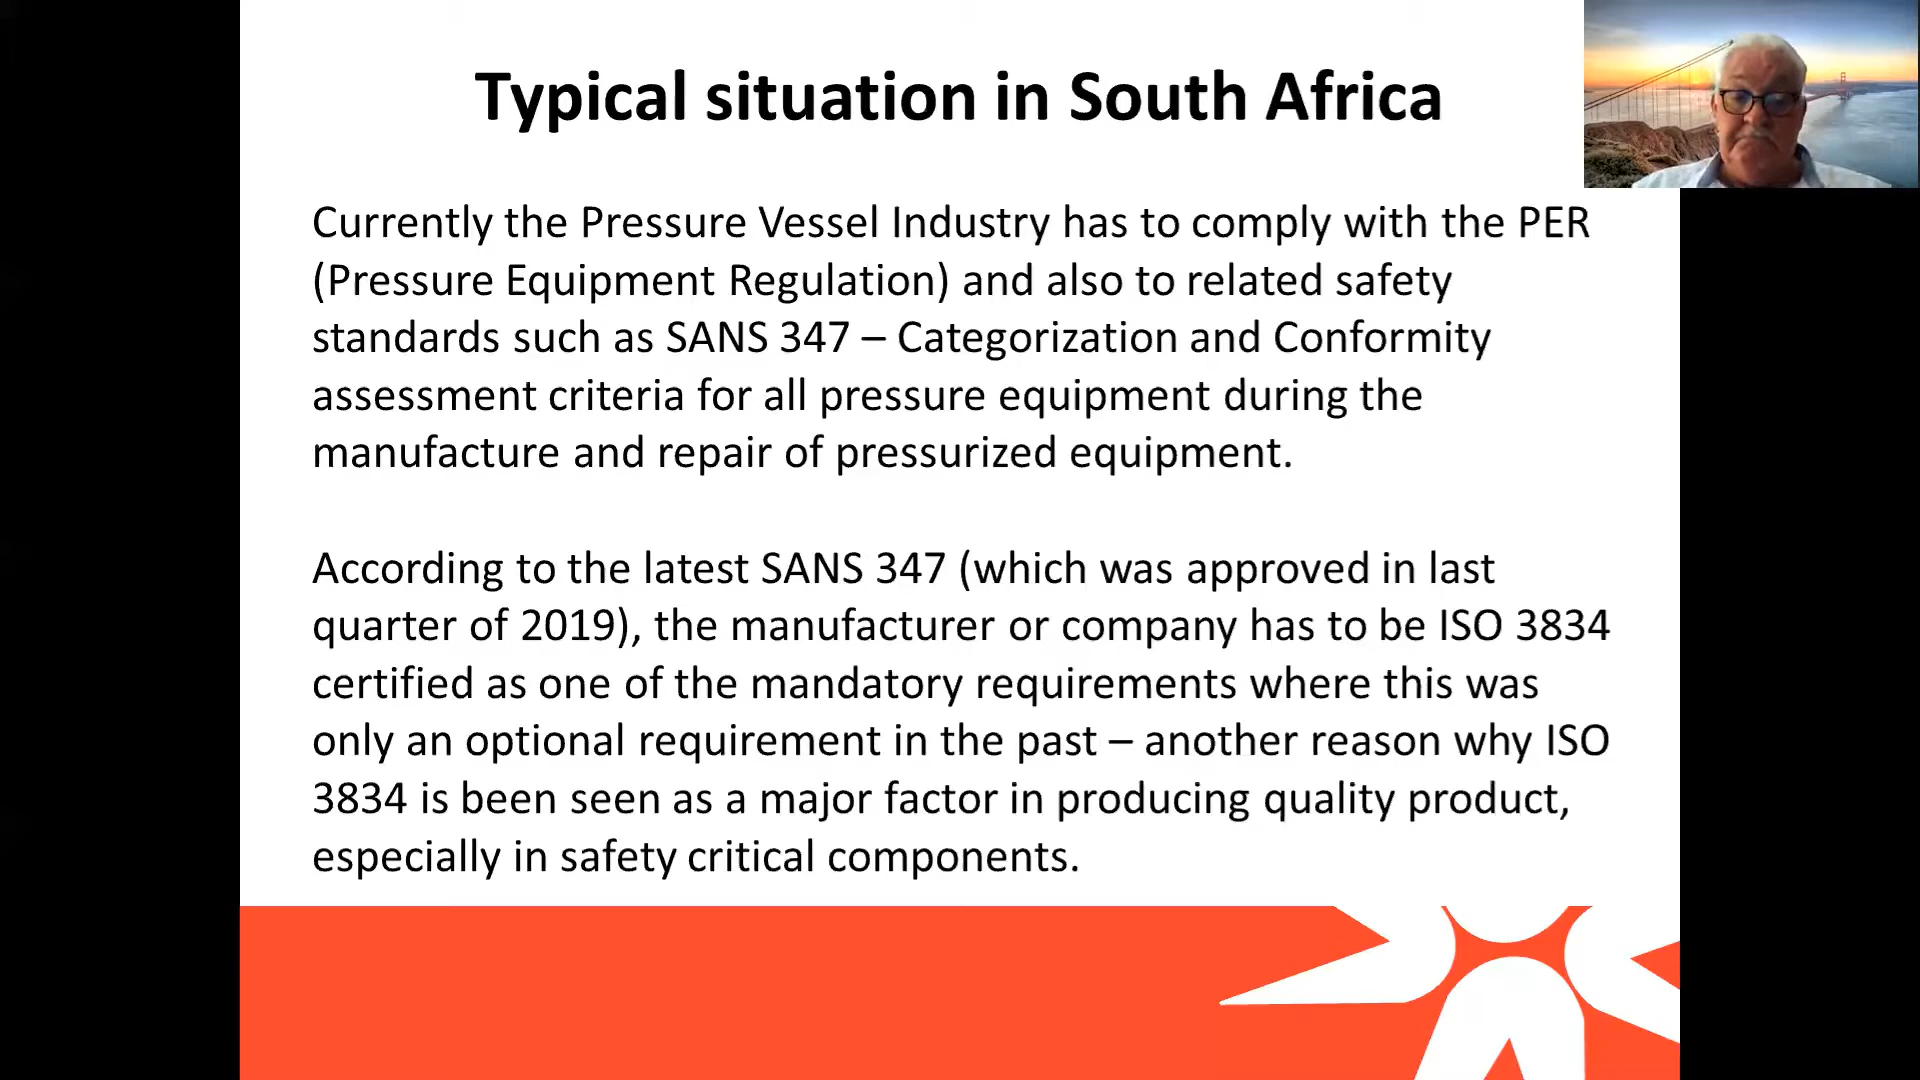 Typical situation in South Africa
Currently the Pressure Vessel Industry has to comply with the PER
(Pressure Equipment Regulation) and also to related safety
standards such as SANS 347 – Categorization and Conformity
assessment criteria for all pressure equipment during the
manufacture and repair of pressurized equipment.
According to the latest SANS 347 (which was approved in last
quarter of 2019), the manufacturer or company has to be ISO 3834
certified as one of the mandatory requirements where this was
only an optional requirement in the past – another reason why ISO
3834 is been seen as a major factor in producing quality product,
especially in safety critical components.